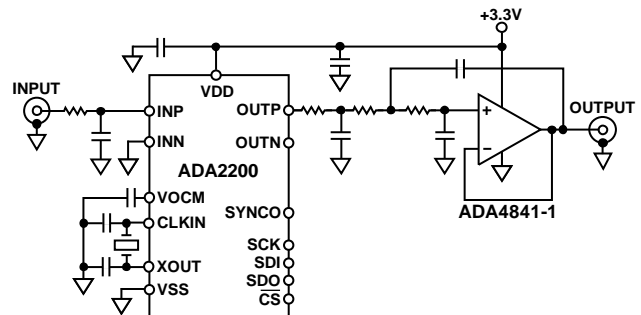 +3.3V
INPUT
VDD
INP
OUTP
OUTPUT
INN
OUTN
ADA2200
VOCM
SYNCO
CLKIN
ADA4841-1
SCK
SDI
XOUT
SDO
VSS
CS
+
−